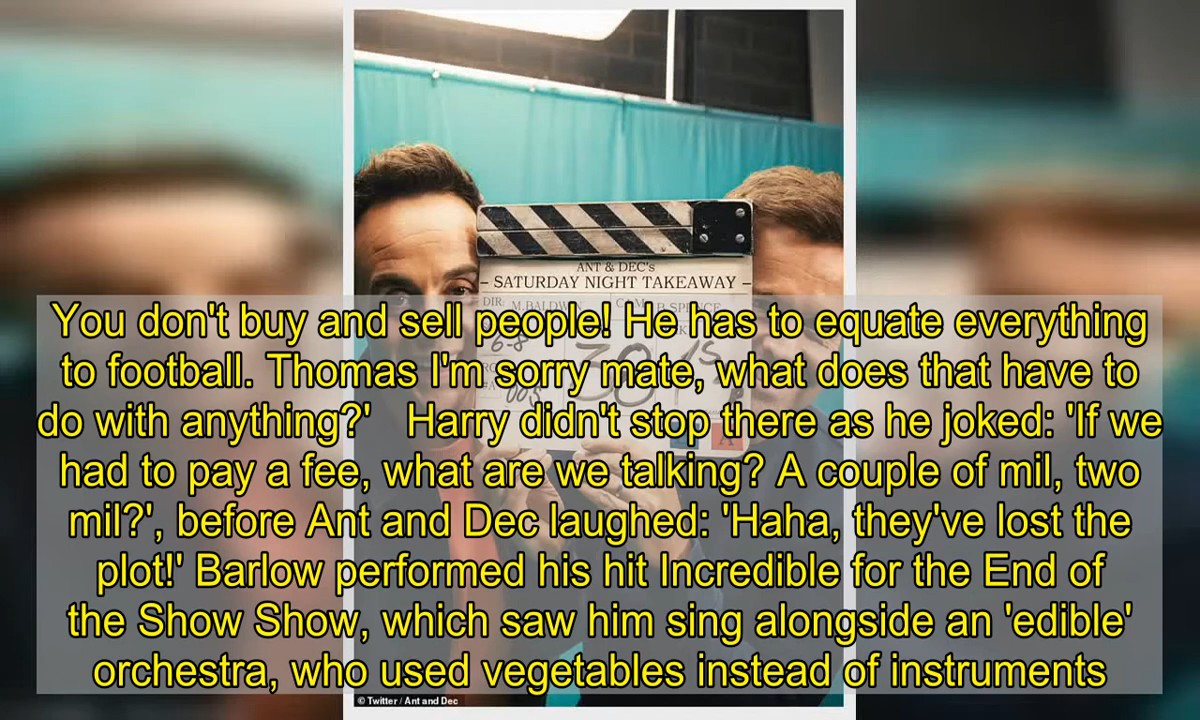 ANT & DEC's
– SATURDAY NIGHT TAKEAWAY –
DIR: M.BALDWIN CAM: B.SPENCE
You don't buy and sell people! He has to equate everything
to football. Thomas I'm sorry mate, what does that have to
do with anything?' Harry didn't stop there as he joked: 'If we
had to pay a fee, what are we talking? A couple of mil, two
mil?', before Ant and Dec laughed: 'Haha, they've lost the
plot!' Barlow performed his hit Incredible for the End of
the Show Show, which saw him sing alongside an 'edible'
orchestra, who used vegetables instead of instruments
© Twitter / Ant and Dec